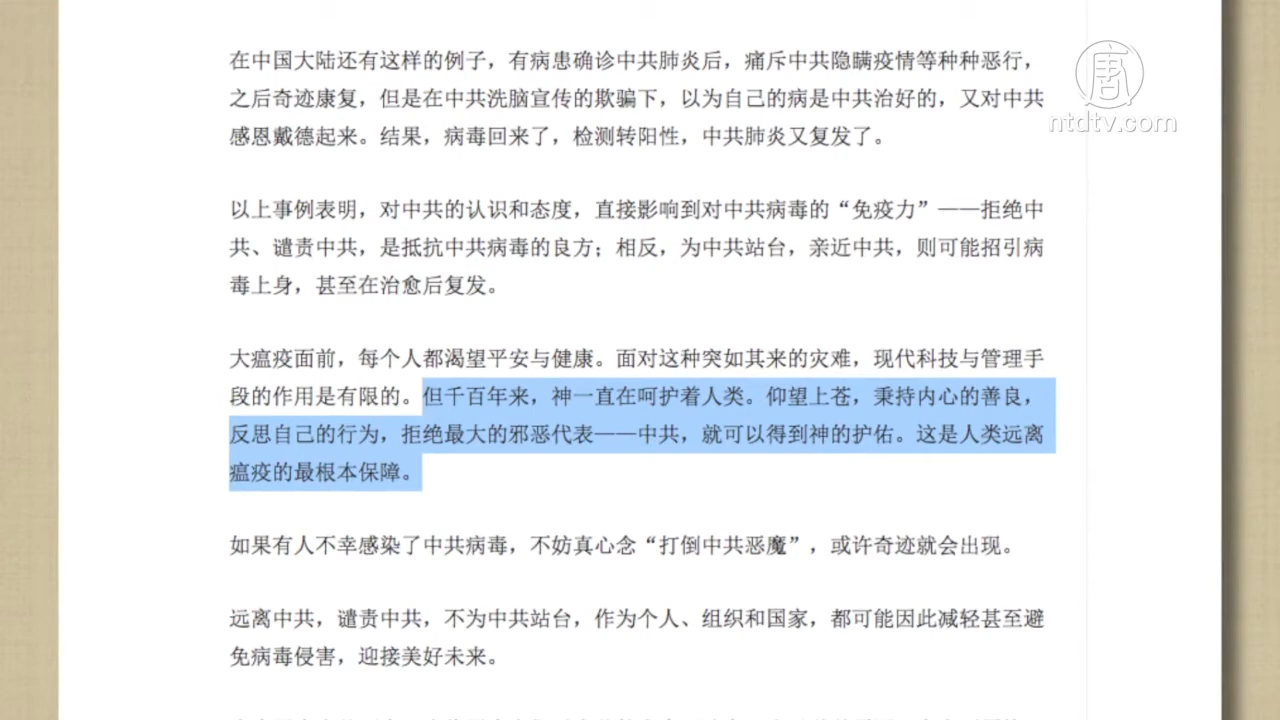 在中国大陆还有这样的例子，有病患确诊中共肺炎后，痛斥中共隐瞒疫情等种种恶行，
之后奇迹康复，但是在中共洗脑宣传的欺骗下，以为自己的病是中共治好的，又对中共
感恩戴德起来。结果，病毒回来了，检测转阳性，中共肺炎又复发了。
唐
ntdtv.com
以上事例表明，对中共的认识和态度，直接影响到对中共病毒的“免疫力”——拒绝中
共、谴责中共，是抵抗中共病毒的良方；相反，为中共站台，亲近中共，则可能招引病
毒上身，甚至在治愈后复发。
大瘟疫面前，每个人都渴望平安与健康。面对这种突如其来的灾难，现代科技与管理手
段的作用是有限的。但千百年来，神一直在呵护着人类。仰望上苍，秉持内心的善良，
反思自己的行为，拒绝最大的邪恶代表——中共，就可以得到神的护佑。这是人类远离
瘟疫的最根本保障。
如果有人不幸感染了中共病毒，不妨真心念“打倒中共恶魔”，或许奇迹就会出现。
远离中共，谴责中共，不为中共站台，作为个人、组织和国家，都可能因此减轻甚至避
免病毒侵害，迎接美好未来。